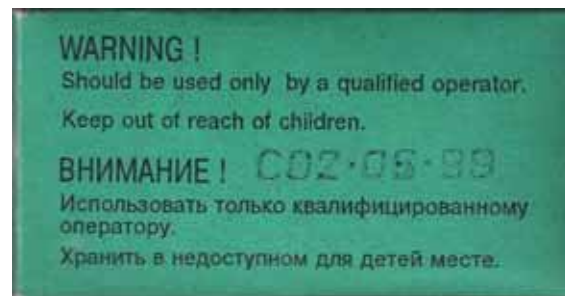 WARNING !
Should be used only by a qualified operator.
Keep out of reach of children.
ВНИМАНИЕ ! C02·06·99
Использовать только квалифицированному
оператору.
Хранить в недоступном для детей месте.